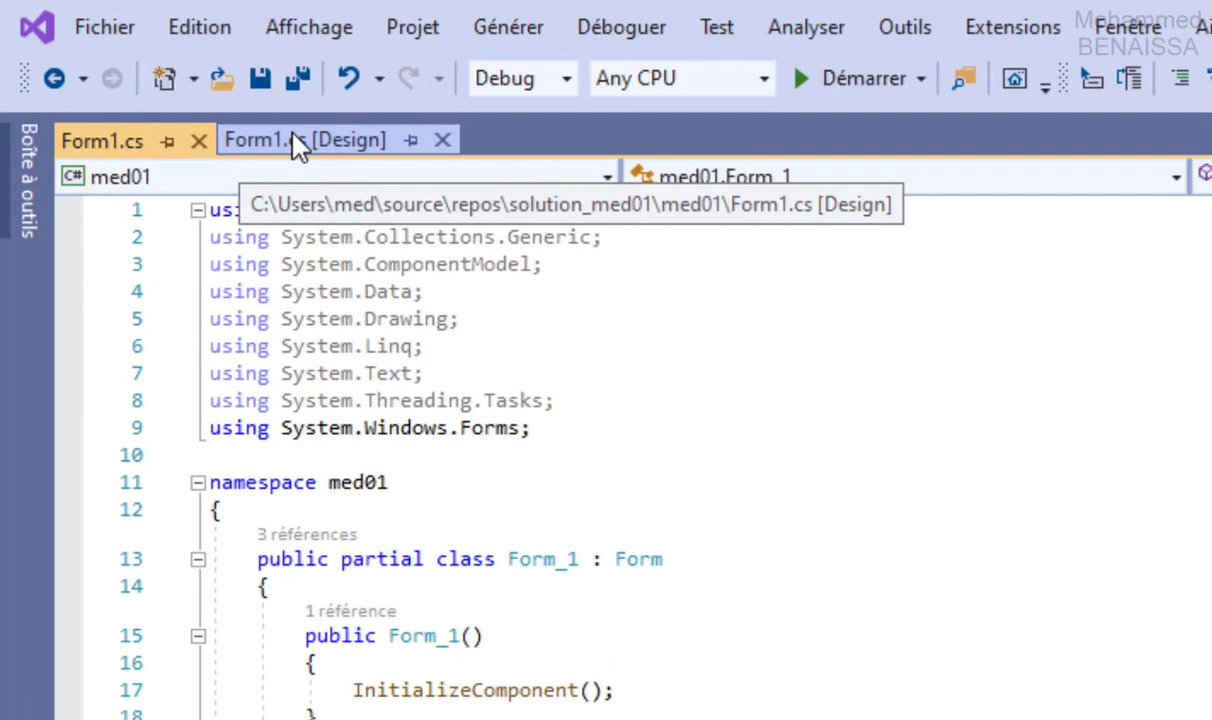 Fichier Edition Affichage Projet Générer Déboguer Test Analyser Outils Extensions Fenêtre
Mohammed
BENAISSA
Debug Any CPU Démarrer
Boîte à outils
Form1.cs Form1.cs [Design]
C# med01 med01.Form_1
C:\Users\med\source\repos\solution_med01\med01\Form1.cs [Design]
1
2 using System.Collections.Generic;
3 using System.ComponentModel;
4 using System.Data;
5 using System.Drawing;
6 using System.Linq;
7 using System.Text;
8 using System.Threading.Tasks;
9 using System.Windows.Forms;
10
11 namespace med01
12 {
3 références
13 public partial class Form_1 : Form
14 {
1 référence
15 public Form_1()
16 {
17 InitializeComponent();
18 }